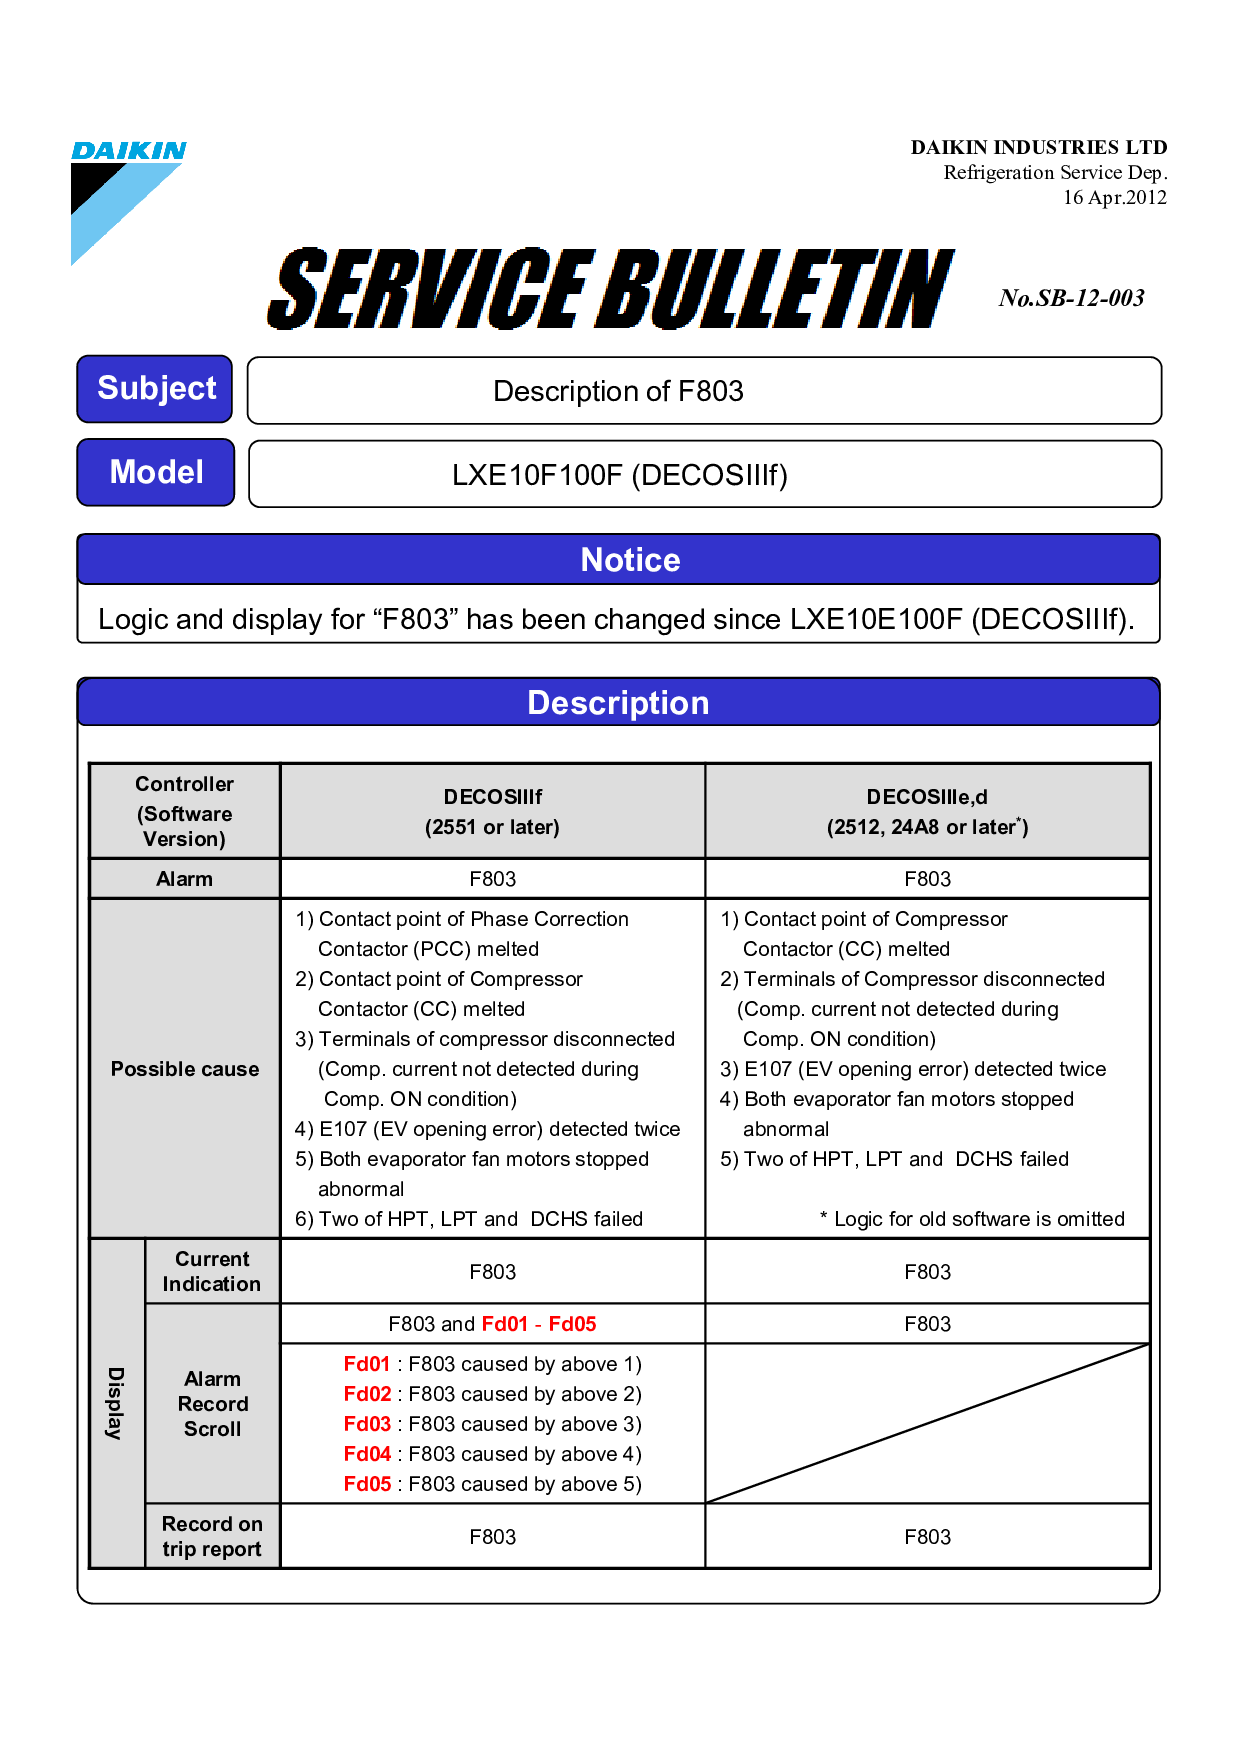 DAIKIN
DAIKIN INDUSTRIES LTD
Refrigeration Service Dep.
16 Apr.2012
SERVICE BULLETIN
No.SB-12-003
Subject
Description of F803
Model
LXE10F100F (DECOSIIIf)
Notice
Logic and display for “F803” has been changed since LXE10E100F (DECOSIIIf).
Description
Controller
(Software
Version)
DECOSIIIf
(2551 or later)
DECOSIIIe,d
(2512, 24A8 or later*)
Alarm
F803
F803
Possible cause
1) Contact point of Phase Correction
Contactor (PCC) melted
2) Contact point of Compressor
Contactor (CC) melted
3) Terminals of compressor disconnected
(Comp. current not detected during
Comp. ON condition)
4) E107 (EV opening error) detected twice
5) Both evaporator fan motors stopped
abnormal
6) Two of HPT, LPT and DCHS failed
1) Contact point of Compressor
Contactor (CC) melted
2) Terminals of Compressor disconnected
(Comp. current not detected during
Comp. ON condition)
3) E107 (EV opening error) detected twice
4) Both evaporator fan motors stopped
abnormal
5) Two of HPT, LPT and DCHS failed
* Logic for old software is omitted
Display
Current
Indication
F803
F803
Alarm
Record
Scroll
F803 and Fd01 - Fd05
F803
Fd01 : F803 caused by above 1)
Fd02 : F803 caused by above 2)
Fd03 : F803 caused by above 3)
Fd04 : F803 caused by above 4)
Fd05 : F803 caused by above 5)
Record on
trip report
F803
F803